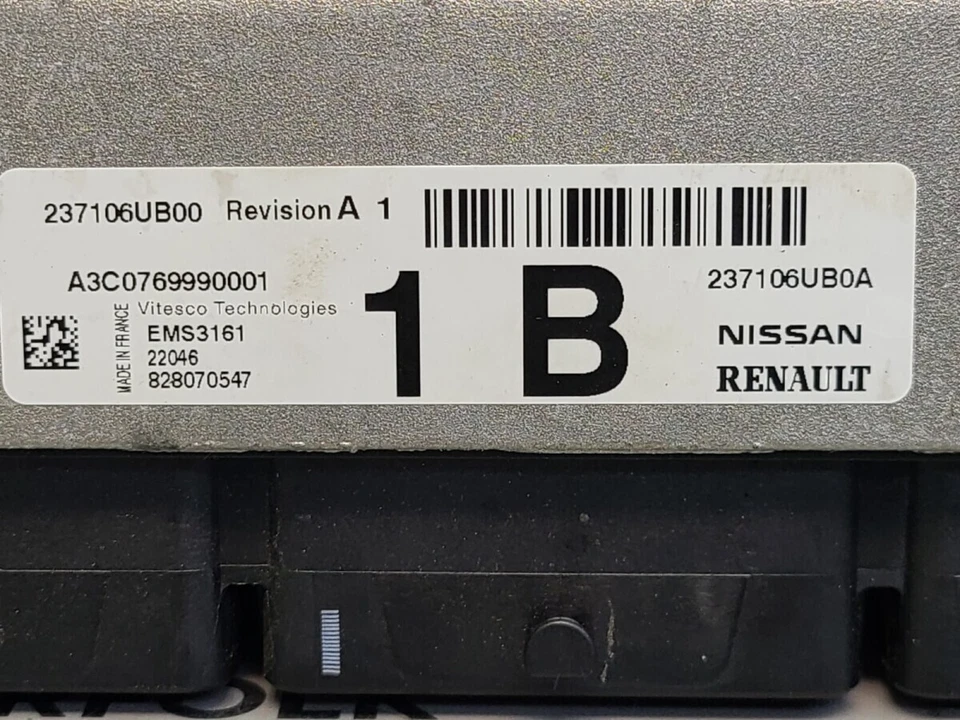 237106UB00 Revision A 1
A3C0769990001
Vitesco Technologies
MADE IN FRANCE
EMS3161
22046
828070547
1 B
237106UB0A
NISSAN
RENAULT